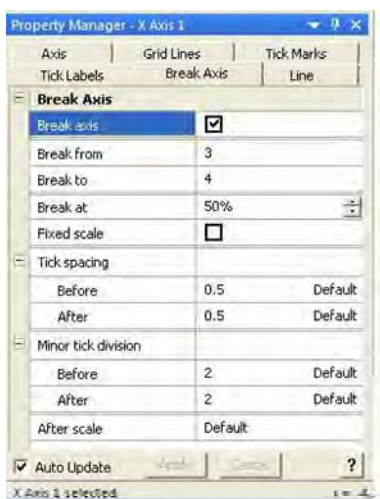 Property Manager - X Axis 1
Axis Grid Lines Tick Marks
Tick Labels Break Axis Line
Break Axis
Break axis
Break from 3
Break to 4
Break at 50%
Fixed scale
Tick spacing
Before 0.5 Default
After 0.5 Default
Minor tick division
Before 2 Default
After 2 Default
After scale Default
Auto Update Apply ?
X Axis 1 selected